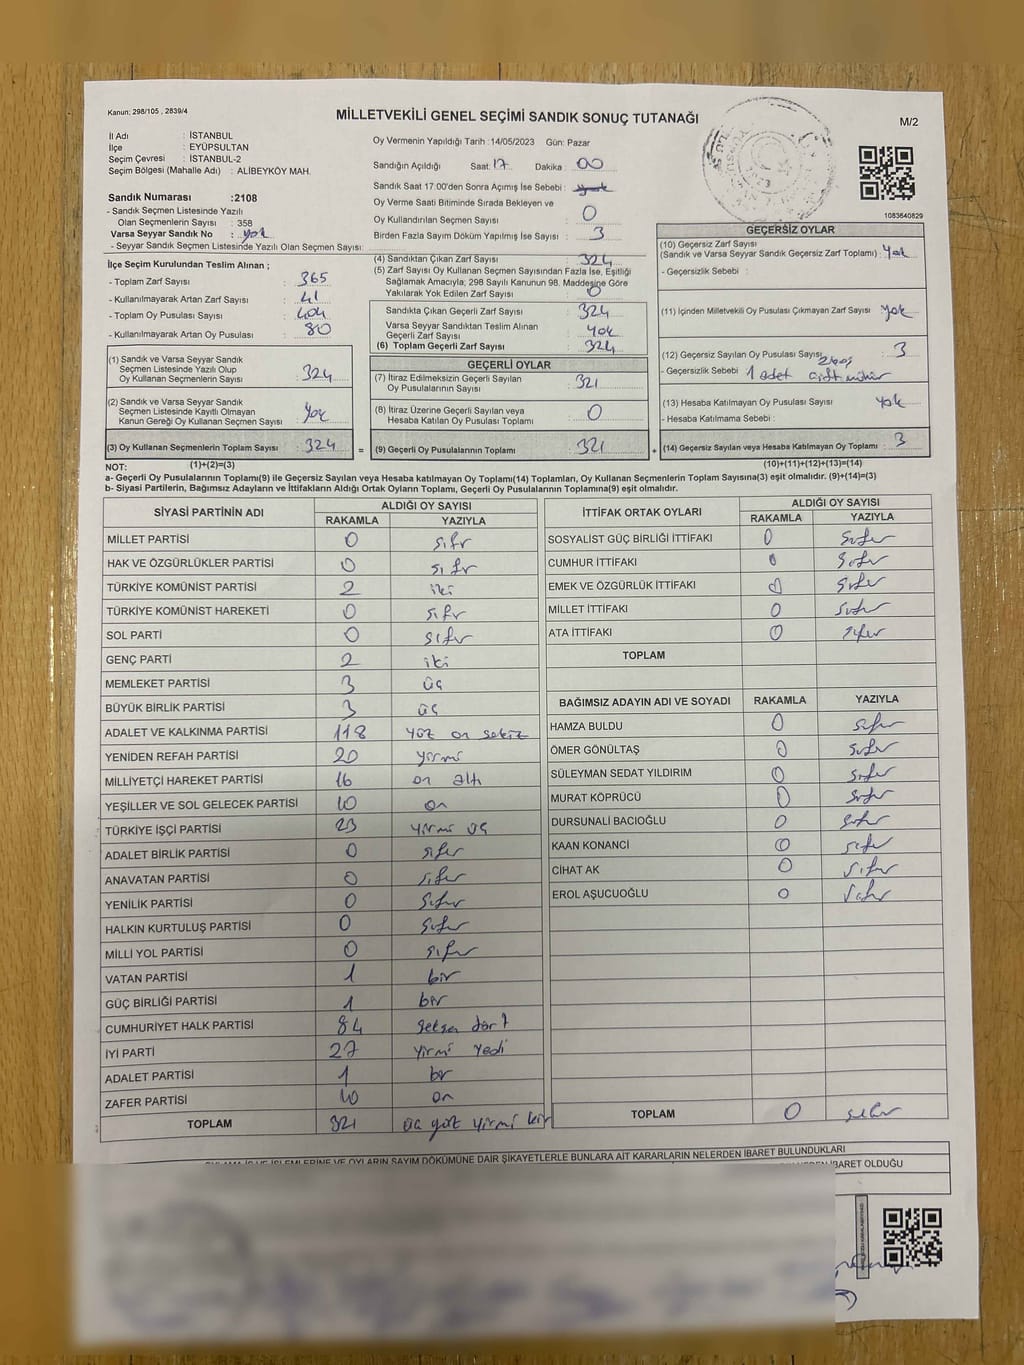 Kanun: 298/105 , 2839/4
MİLLETVEKİLİ GENEL SEÇİMİ SANDIK SONUÇ TUTANAĞI
M/2
İl Adı : İSTANBUL
İlçe : EYÜPSULTAN
Seçim Çevresi : İSTANBUL-2
Seçim Bölgesi (Mahalle Adı) : ALİBEYKÖY MAH.
Sandık Numarası :2108
- Sandık Seçmen Listesinde Yazılı
Olan Seçmenlerin Sayısı : 358
Varsa Seyyar Sandık No : yok
- Seyyar Sandık Seçmen Listesinde Yazılı Olan Seçmen Sayısı:
Oy Vermenin Yapıldığı Tarih :14/05/2023 Gün: Pazar
Sandığın Açıldığı Saat: 17 Dakika : 00
Sandık Saat 17.00'den Sonra Açımış İse Sebebi :
Oy Verme Saati Bitiminde Sırada Bekleyen ve
Oy Kullandırılan Seçmen Sayısı : 0
Birden Fazla Sayım Döküm Yapılmış İse Sayısı : 3
1083640829
İlçe Seçim Kurulundan Teslim Alınan ;
- Toplam Zarf Sayısı : 365
- Kullanılmayarak Artan Zarf Sayısı : 41
- Toplam Oy Pusulası Sayısı : 404
- Kullanılmayarak Artan Oy Pusulası : 80
(1) Sandık ve Varsa Seyyar Sandık
Seçmen Listesinde Yazılı Olup
Oy Kullanan Seçmenlerin Sayısı : 324
(2) Sandık ve Varsa Seyyar Sandık
Seçmen Listesinde Kayıtlı Olmayan
Kanun Gereği Oy Kullanan Seçmen Sayısı : Yok
(3) Oy Kullanan Seçmenlerin Toplam Sayısı : 324 =
(4) Sandıktan Çıkan Zarf Sayısı : 324
(5) Zarf Sayısı Oy Kullanan Seçmen Sayısından Fazla İse, Eşitliği
Sağlamak Amacıyla; 298 Sayılı Kanunun 98. Maddesine Göre
Yakılarak Yok Edilen Zarf Sayısı : 0
Sandıkta Çıkan Geçerli Zarf Sayısı : 324
Varsa Seyyar Sandıktan Teslim Alınan
Geçerli Zarf Sayısı : yok
(6) Toplam Geçerli Zarf Sayısı : 324
GEÇERLİ OYLAR
(7) İtiraz Edilmeksizin Geçerli Sayılan
Oy Pusulalarının Sayısı : 321
(8) İtiraz Üzerine Geçerli Sayılan veya
Hesaba Katılan Oy Pusulası Toplamı : 0
(9) Geçerli Oy Pusulalarının Toplamı : 321 +
GEÇERSİZ OYLAR
(10) Geçersiz Zarf Sayısı
(Sandık ve Varsa Seyyar Sandık Geçersiz Zarf Toplamı) : Yok
- Geçersizlik Sebebi :
(11) İçinden Milletvekili Oy Pusulası Çıkmayan Zarf Sayısı : yok
(12) Geçersiz Sayılan Oy Pusulası Sayısı : 3
2 boş
- Geçersizlik Sebebi : 1 adet çift mühür
(13) Hesaba Katılmayan Oy Pusulası Sayısı : yok
- Hesaba Katılmama Sebebi :
(14) Geçersiz Sayılan veya Hesaba Katılmayan Oy Toplamı : 3
NOT: (1)+(2)=(3) (10)+(11)+(12)+(13)=(14)
a- Geçerli Oy Pusulalarının Toplamı(9) ile Geçersiz Sayılan veya Hesaba katılmayan Oy Toplamı(14) Toplamları, Oy Kullanan Seçmenlerin Toplam Sayısına(3) eşit olmalıdır. (9)+(14)=(3)
b- Siyasi Partilerin, Bağımsız Adayların ve İttifakların Aldığı Ortak Oyların Toplamı, Geçerli Oy Pusulalarının Toplamına(9) eşit olmalıdır.
SİYASİ PARTİNİN ADI ALDIĞI OY SAYISI
RAKAMLA YAZIYLA
MİLLET PARTİSİ 0 sıfır
HAK VE ÖZGÜRLÜKLER PARTİSİ 0 sıfır
TÜRKİYE KOMÜNİST PARTİSİ 2 iki
TÜRKİYE KOMÜNİST HAREKETİ 0 sıfır
SOL PARTİ 0 sıfır
GENÇ PARTİ 2 iki
MEMLEKET PARTİSİ 3 üç
BÜYÜK BİRLİK PARTİSİ 3 üç
ADALET VE KALKINMA PARTİSİ 118 yüz on sekiz
YENİDEN REFAH PARTİSİ 20 yirmi
MİLLİYETÇİ HAREKET PARTİSİ 16 on altı
YEŞİLLER VE SOL GELECEK PARTİSİ 10 on
TÜRKİYE İŞÇİ PARTİSİ 23 yirmi üç
ADALET BİRLİK PARTİSİ 0 sıfır
ANAVATAN PARTİSİ 0 sıfır
YENİLİK PARTİSİ 0 sıfır
HALKIN KURTULUŞ PARTİSİ 0 sıfır
MİLLİ YOL PARTİSİ 0 sıfır
VATAN PARTİSİ 1 bir
GÜÇ BİRLİĞİ PARTİSİ 1 bir
CUMHURİYET HALK PARTİSİ 84 seksen dört
İYİ PARTİ 27 yirmi yedi
ADALET PARTİSİ 1 bir
ZAFER PARTİSİ 10 on
TOPLAM 321 üç yüz yirmi bir
İTTİFAK ORTAK OYLARI ALDIĞI OY SAYISI
RAKAMLA YAZIYLA
SOSYALİST GÜÇ BİRLİĞİ İTTİFAKI 0 sıfır
CUMHUR İTTİFAKI 0 sıfır
EMEK VE ÖZGÜRLÜK İTTİFAKI 0 sıfır
MİLLET İTTİFAKI 0 sıfır
ATA İTTİFAKI 0 sıfır
TOPLAM
BAĞIMSIZ ADAYIN ADI VE SOYADI RAKAMLA YAZIYLA
HAMZA BULDU 0 sıfır
ÖMER GÖNÜLTAŞ 0 sıfır
SÜLEYMAN SEDAT YILDIRIM 0 sıfır
MURAT KÖPRÜCÜ 0 sıfır
DURSUNALİ BACIOĞLU 0 sıfır
KAAN KONANCİ 0 sıfır
CİHAT AK 0 sıfır
EROL AŞUCUOĞLU 0 sıfır
TOPLAM 0 sıfır
İŞLEMLERİNE VE OYLARIN SAYIM DÖKÜMÜNE DAİR ŞİKAYETLERLE BUNLARA AİT KARARLARIN NELERDEN İBARET BULUNDUKLARI
İBARET OLDUĞU